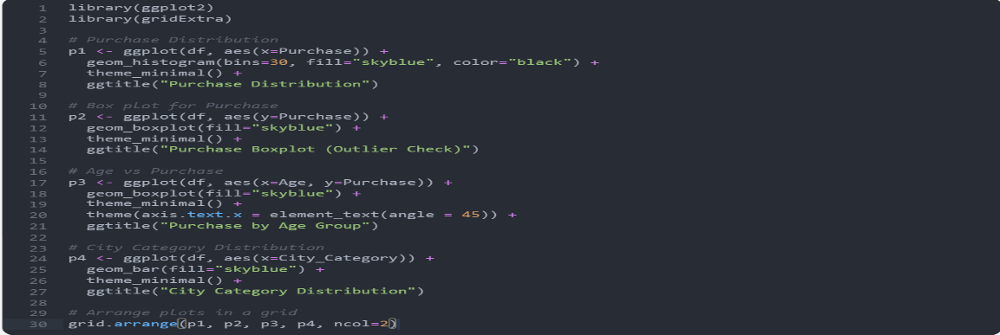 1 library(ggplot2)
2 library(gridExtra)
3
4 # Purchase Distribution
5 p1 <- ggplot(df, aes(x=Purchase)) +
6   geom_histogram(bins=30, fill="skyblue", color="black") +
7   theme_minimal() +
8   ggtitle("Purchase Distribution")
9
10 # Box plot for Purchase
11 p2 <- ggplot(df, aes(y=Purchase)) +
12   geom_boxplot(fill="skyblue") +
13   theme_minimal() +
14   ggtitle("Purchase Boxplot (Outlier Check)")
15
16 # Age vs Purchase
17 p3 <- ggplot(df, aes(x=Age, y=Purchase)) +
18   geom_boxplot(fill="skyblue") +
19   theme_minimal() +
20   theme(axis.text.x = element_text(angle = 45)) +
21   ggtitle("Purchase by Age Group")
22
23 # City Category Distribution
24 p4 <- ggplot(df, aes(x=City_Category)) +
25   geom_bar(fill="skyblue") +
26   theme_minimal() +
27   ggtitle("City Category Distribution")
28
29 # Arrange plots in a grid
30 grid.arrange(p1, p2, p3, p4, ncol=2)